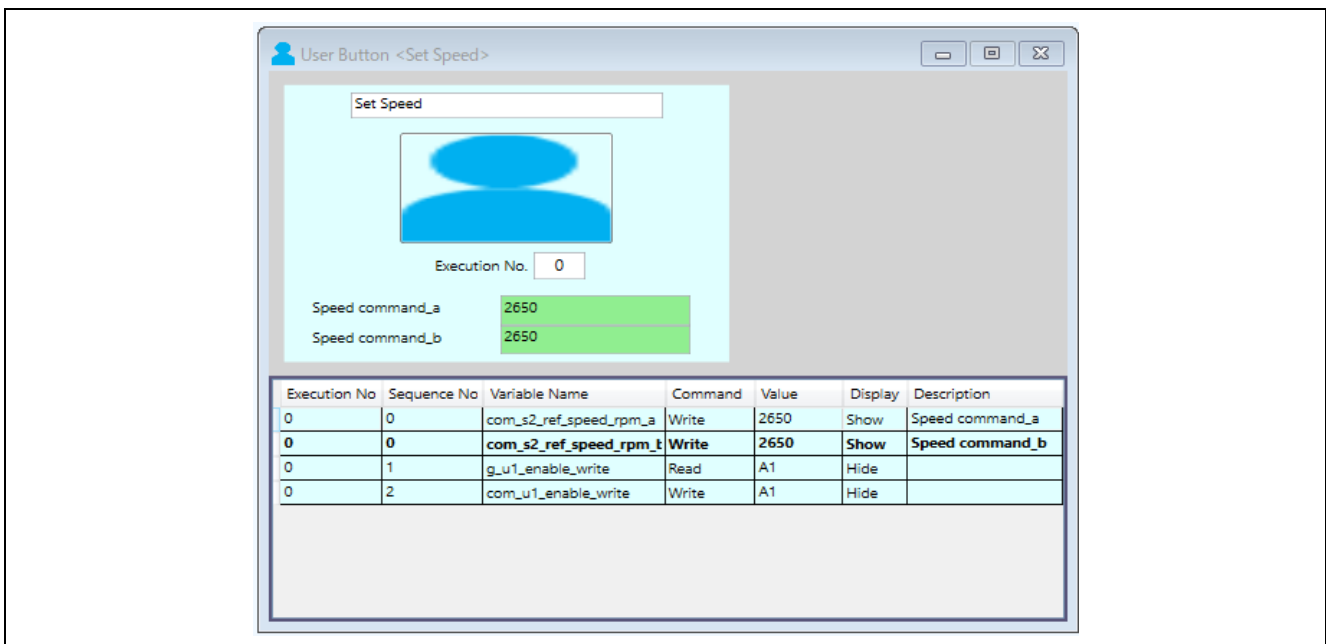 User Button <Set Speed>
Set Speed
Execution No. 0
Speed command_a 2650
Speed command_b 2650
Execution No Sequence No Variable Name Command Value Display Description
0 0 com_s2_ref_speed_rpm_a Write 2650 Show Speed command_a
0 0 com_s2_ref_speed_rpm_b Write 2650 Show Speed command_b
0 1 g_u1_enable_write Read A1 Hide
0 2 com_u1_enable_write Write A1 Hide